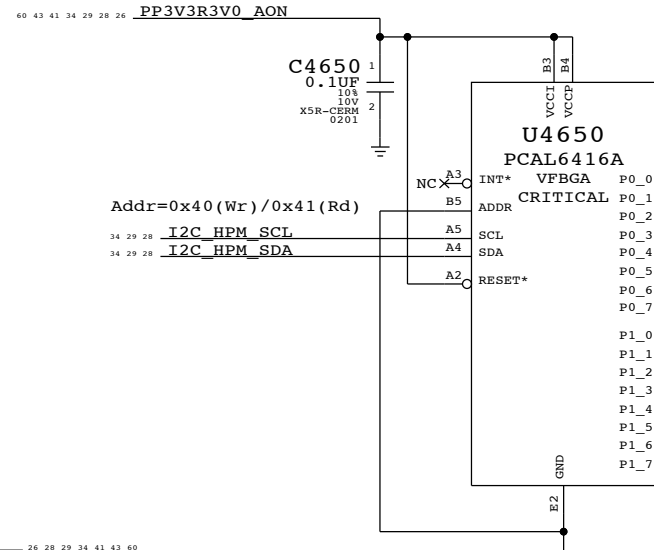 60 43 41 34 29 28 26 PP3V3R3V0_AON
C4650 1
0.1UF
10%
10V
X5R-CERM 2
0201
B3 B4
VCCI VCCP
U4650
PCAL6416A
VFBGA
CRITICAL
NC A3 INT*
Addr=0x40(Wr)/0x41(Rd)
B5 ADDR
34 29 28 I2C_HPM_SCL A5 SCL
34 29 28 I2C_HPM_SDA A4 SDA
A2 RESET*
P0_0
P0_1
P0_2
P0_3
P0_4
P0_5
P0_6
P0_7
P1_0
P1_1
P1_2
P1_3
P1_4
P1_5
P1_6
P1_7
GND
E2
26 28 29 34 41 43 60